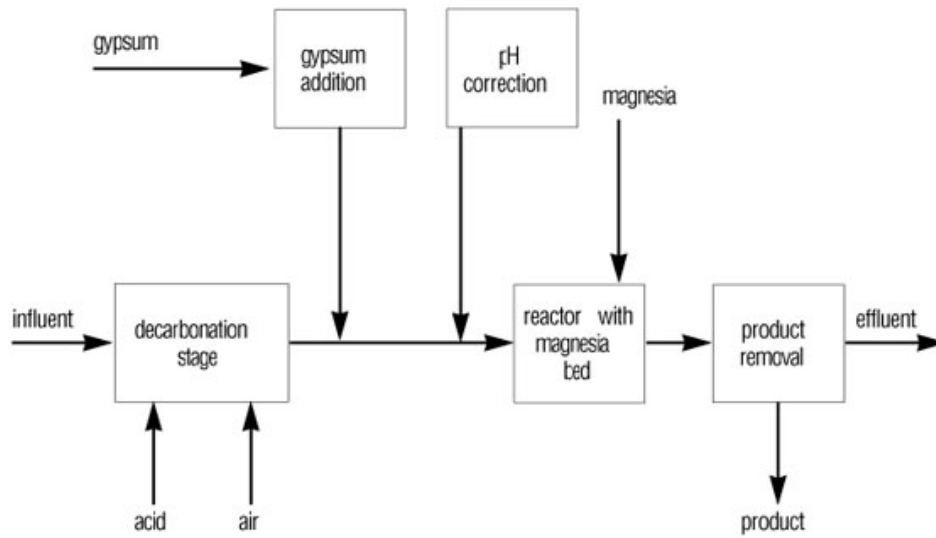 gypsum
gypsum
addition
pH
correction
magnesia
influent
decarbonation
stage
reactor with
magnesia
bed
product
removal
effluent
acid
air
product